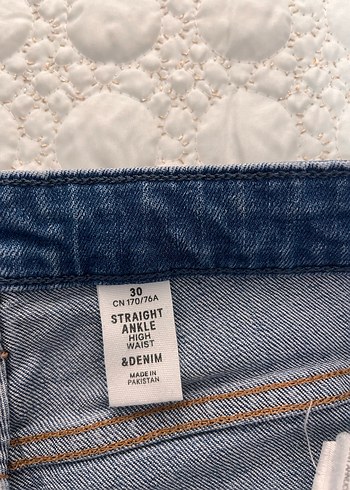 30
CN 170/76A
STRAIGHT
ANKLE
HIGH
WAIST
&DENIM
MADE IN
PAKISTAN